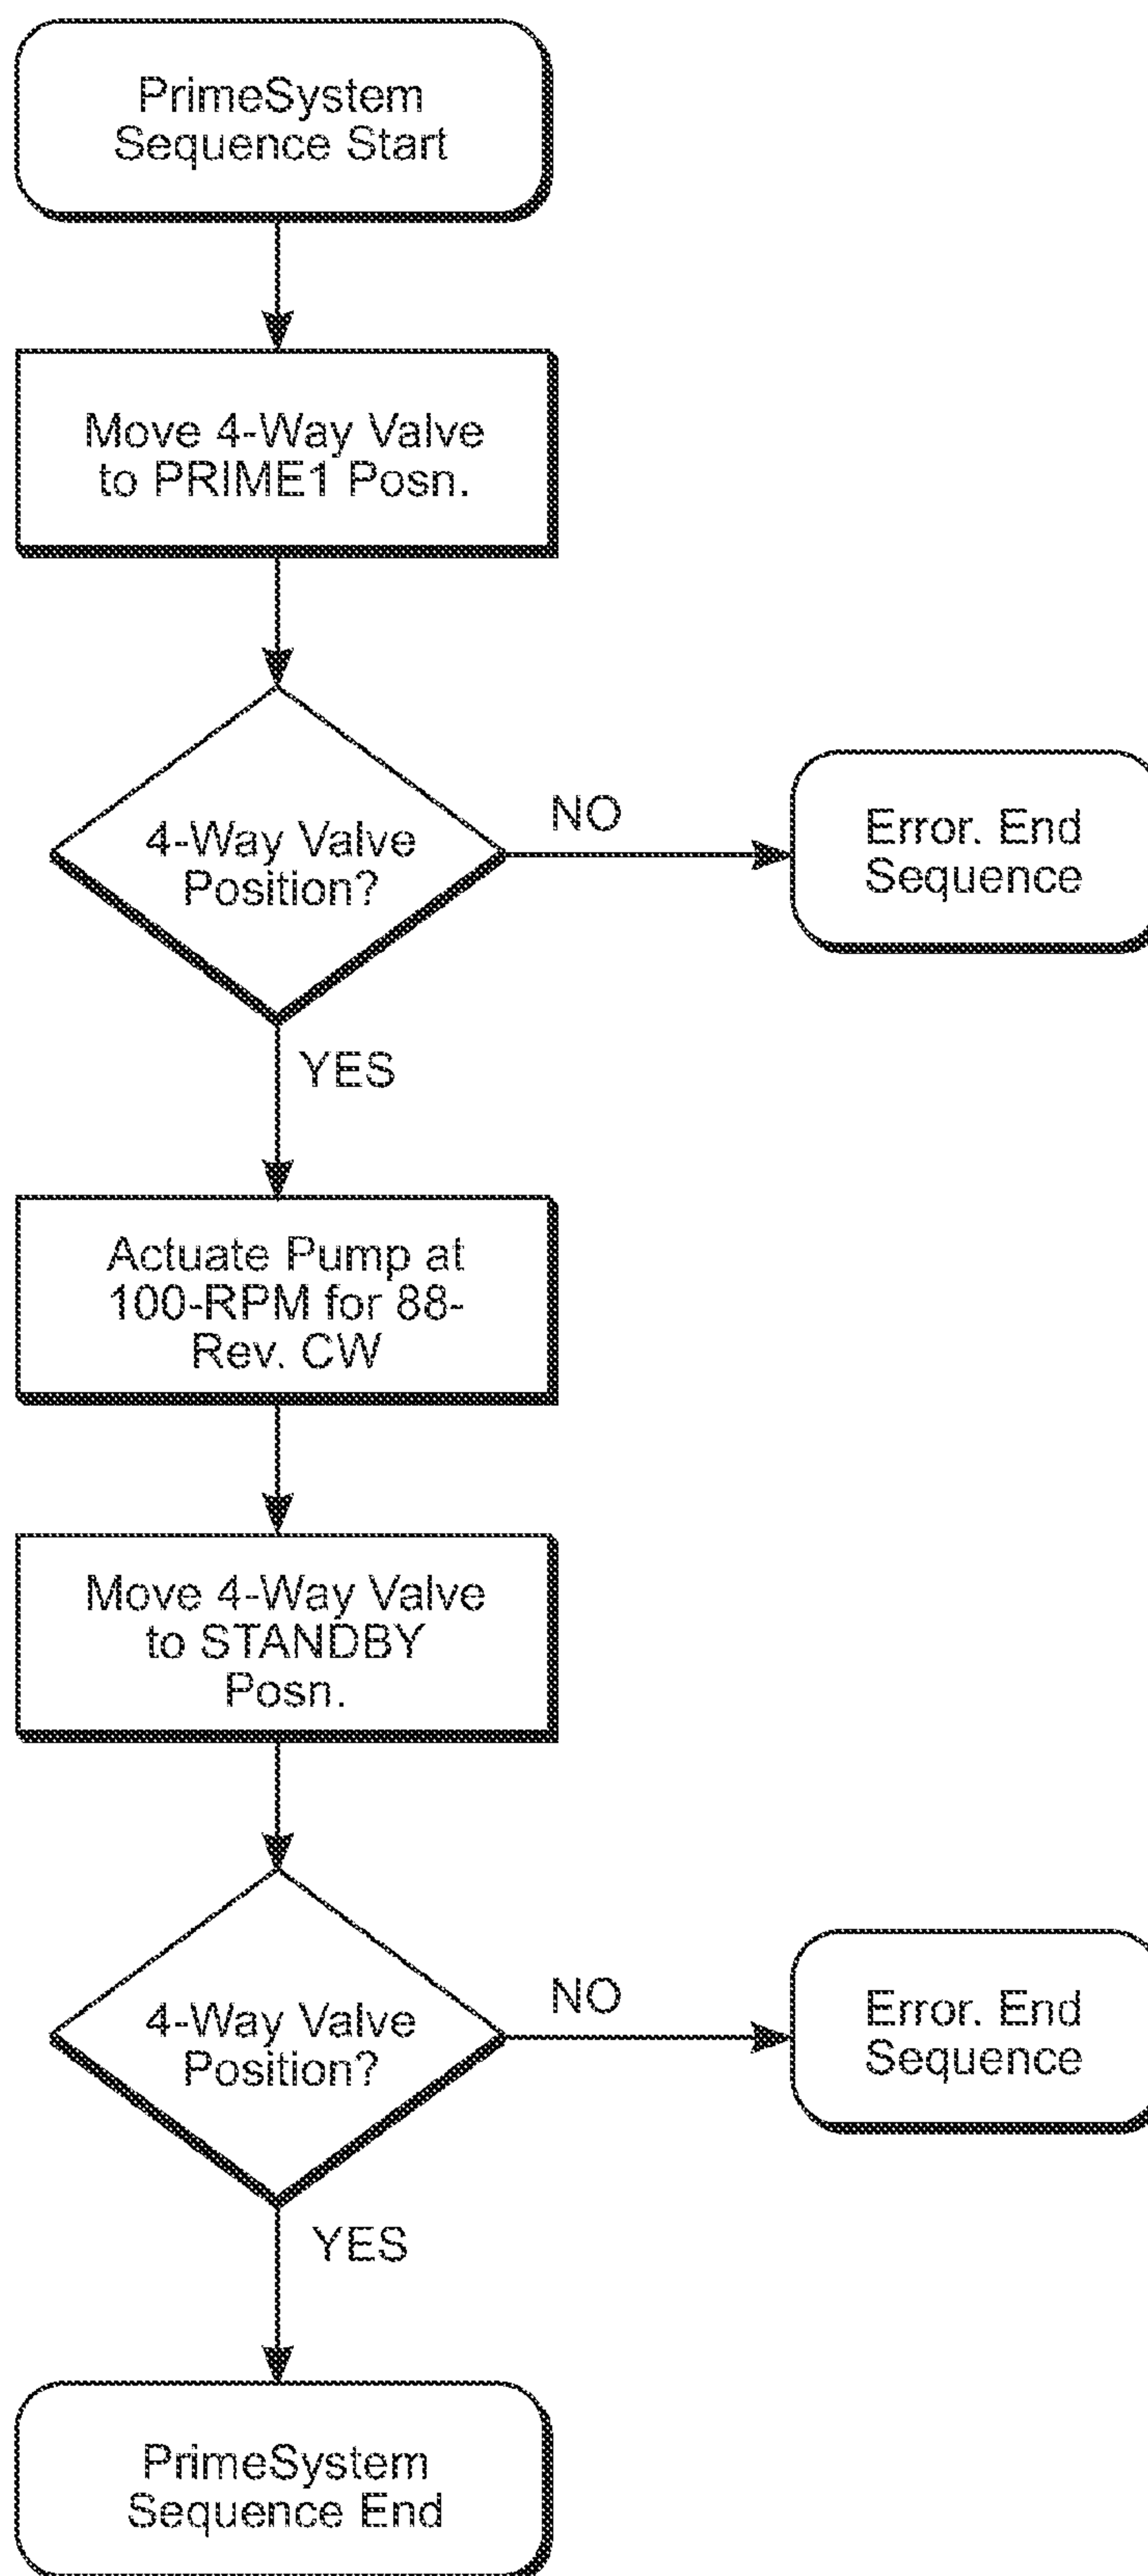 PrimeSystem
Sequence Start
Move 4-Way Valve
to PRIME1 Posn.
4-Way Valve
Position?
NO
Error. End
Sequence
YES
Actuate Pump at
100-RPM for 88-
Rev. CW
Move 4-Way Valve
to STANDBY
Posn.
4-Way Valve
Position?
NO
Error. End
Sequence
YES
PrimeSystem
Sequence End